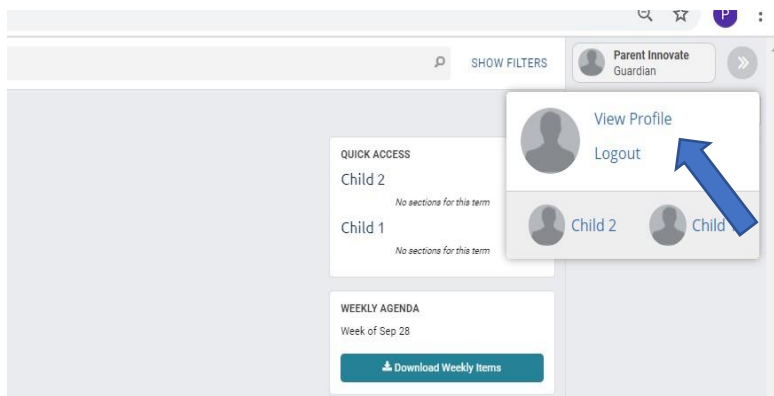 P
SHOW FILTERS
Parent Innovate
Guardian
View Profile
Logout
Child 2
Child
QUICK ACCESS
Child 2
No sections for this term
Child 1
No sections for this term
WEEKLY AGENDA
Week of Sep 28
Download Weekly Items